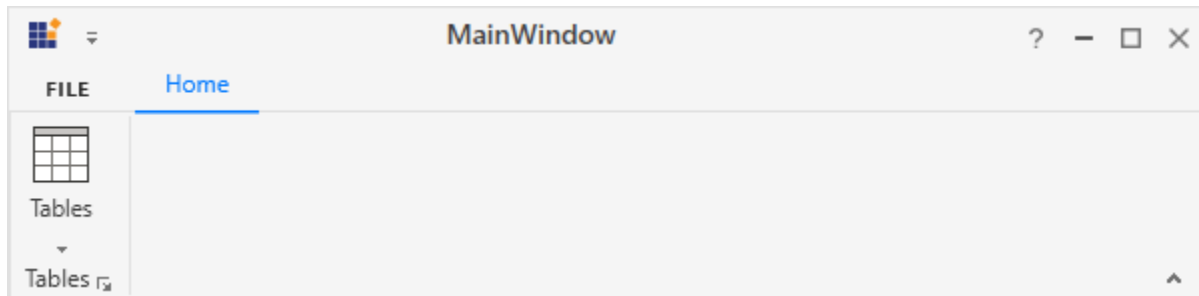 MainWindow
?
FILE
Home
Tables
Tables